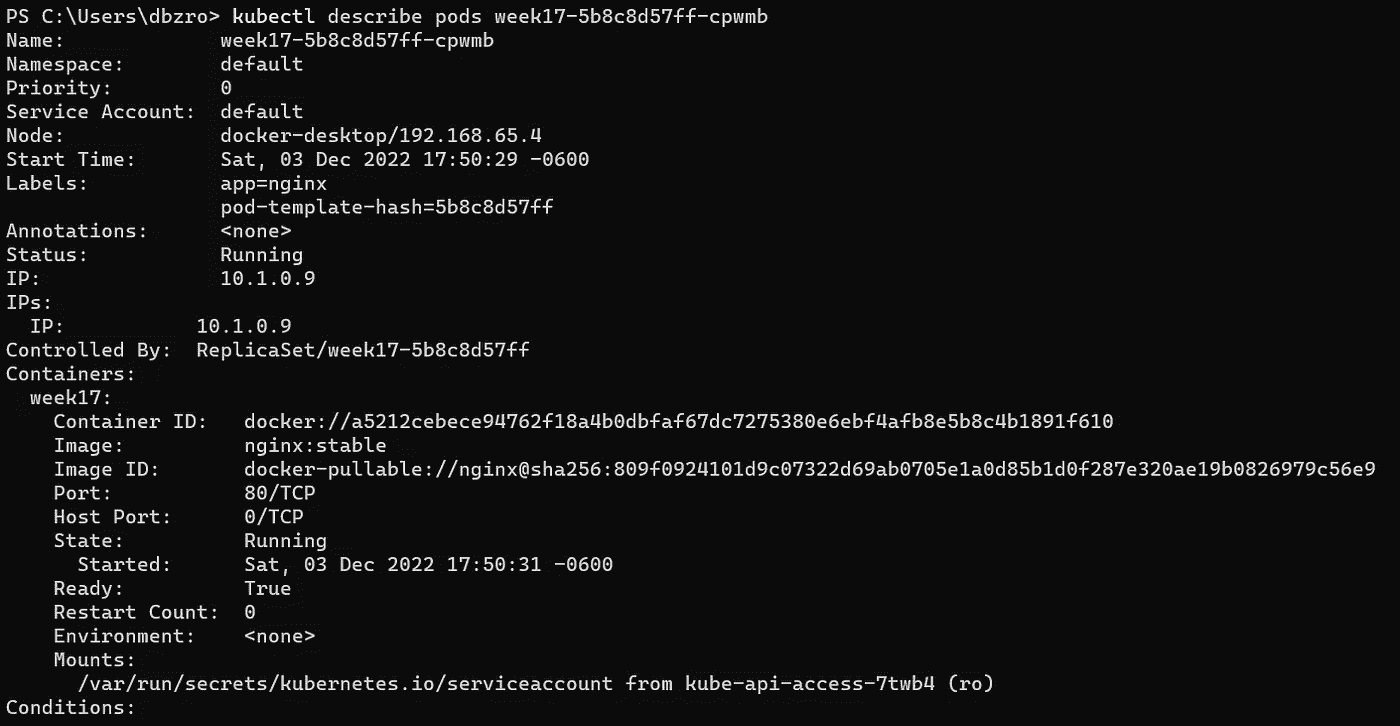 PS C:\Users\dbzro> kubectl describe pods week17-5b8c8d57ff-cpwmb
Name:             week17-5b8c8d57ff-cpwmb
Namespace:        default
Priority:         0
Service Account:  default
Node:             docker-desktop/192.168.65.4
Start Time:       Sat, 03 Dec 2022 17:50:29 -0600
Labels:           app=nginx
                  pod-template-hash=5b8c8d57ff
Annotations:      <none>
Status:           Running
IP:               10.1.0.9
IPs:
  IP:           10.1.0.9
Controlled By:  ReplicaSet/week17-5b8c8d57ff
Containers:
  week17:
    Container ID:   docker://a5212cebece94762f18a4b0dbfaf67dc7275380e6ebf4afb8e5b8c4b1891f610
    Image:          nginx:stable
    Image ID:       docker-pullable://nginx@sha256:809f0924101d9c07322d69ab0705e1a0d85b1d0f287e320ae19b0826979c56e9
    Port:           80/TCP
    Host Port:      0/TCP
    State:          Running
      Started:      Sat, 03 Dec 2022 17:50:31 -0600
    Ready:          True
    Restart Count:  0
    Environment:    <none>
    Mounts:
      /var/run/secrets/kubernetes.io/serviceaccount from kube-api-access-7twb4 (ro)
Conditions: